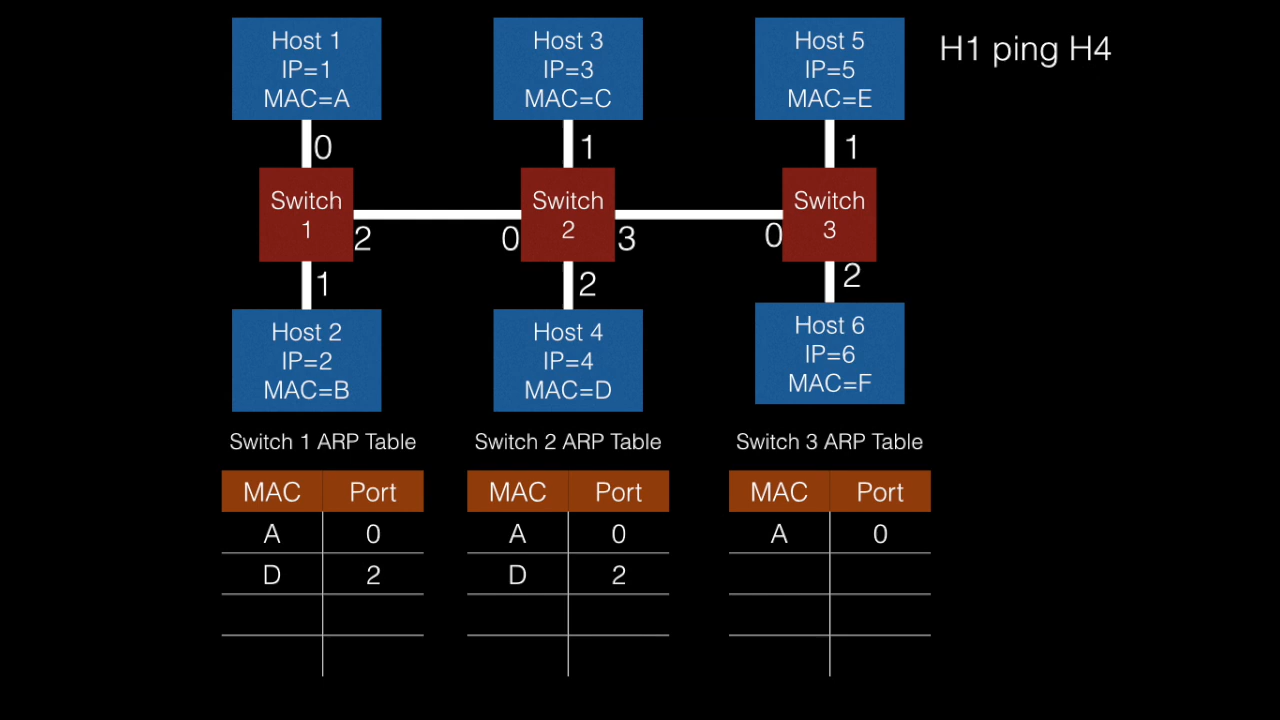 Host 1
IP=1
MAC=A
Host 3
IP=3
MAC=C
Host 5
IP=5
MAC=E
H1 ping H4
0
1
1
Switch
1
Switch
2
Switch
3
2
0
3
0
1
2
2
Host 2
IP=2
MAC=B
Host 4
IP=4
MAC=D
Host 6
IP=6
MAC=F
Switch 1 ARP Table
Switch 2 ARP Table
Switch 3 ARP Table
MAC Port
A 0
D 2
MAC Port
A 0
D 2
MAC Port
A 0